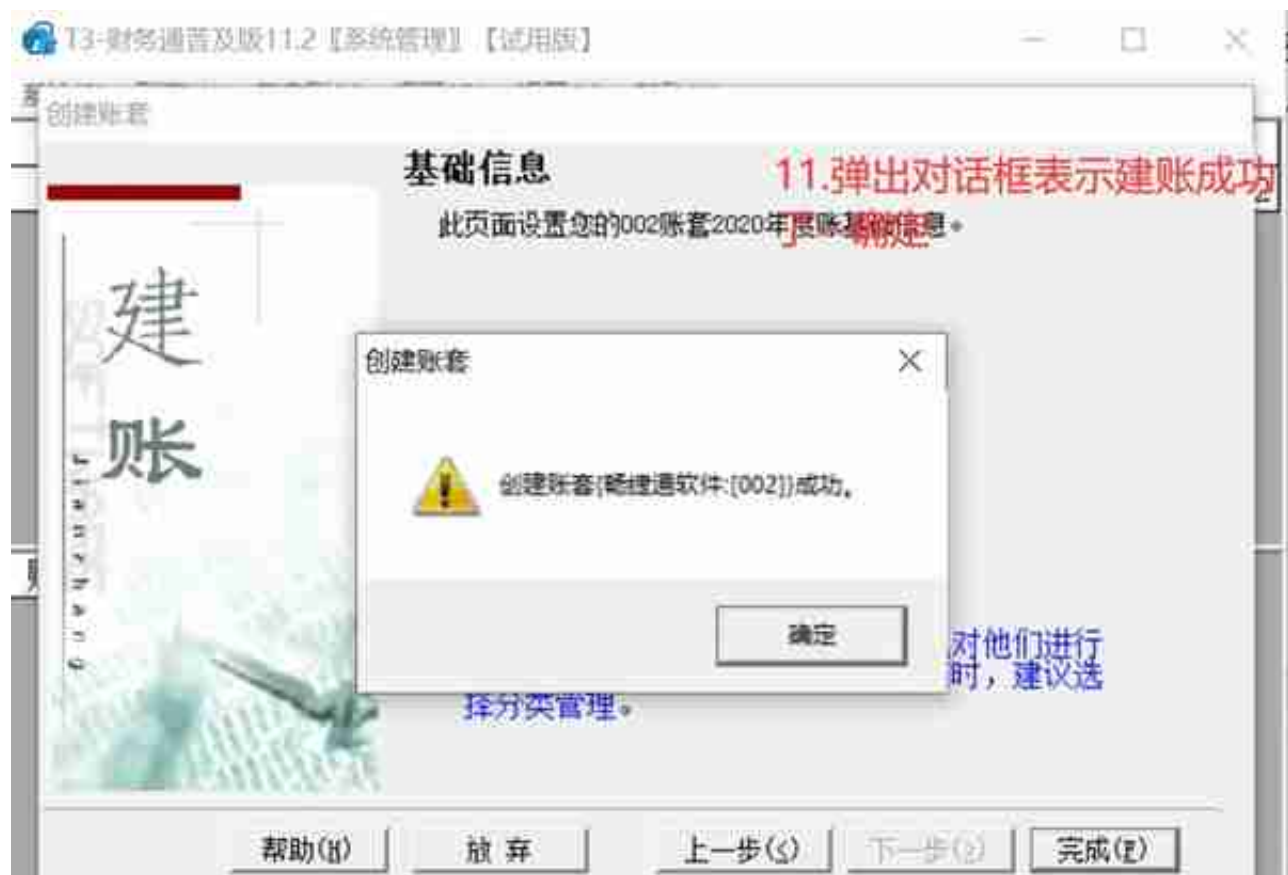 T3-财务通普及版11.2〖系统管理〗【试用版】
创建账套
基础信息
11.弹出对话框表示建账成功
此页面设置您的002账套2020年度账基础信息。
了 确定
建
账
Jianzhang
创建账套
创建账套{畅捷通软件:[002]}成功。
确定
对他们进行
时，建议选
择分类管理。
帮助(H)
放弃
上一步(<)
下一步(>)
完成(F)